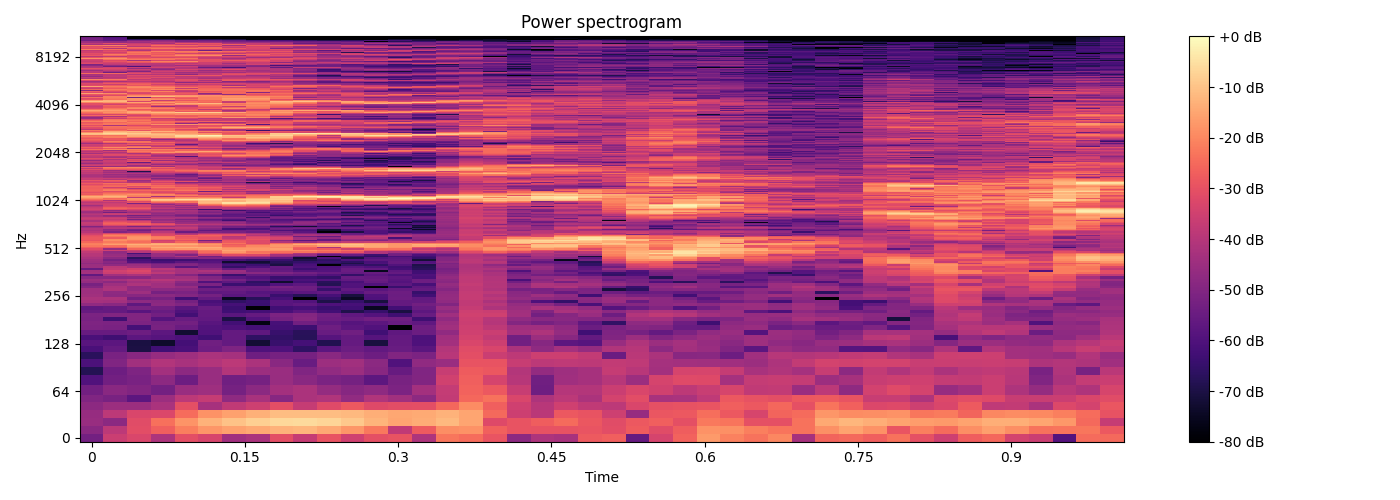 Power spectrogram
Hz
8192
4096
2048
1024
512
256
128
64
0
0 0.15 0.3 0.45 0.6 0.75 0.9
Time
+0 dB
-10 dB
-20 dB
-30 dB
-40 dB
-50 dB
-60 dB
-70 dB
-80 dB